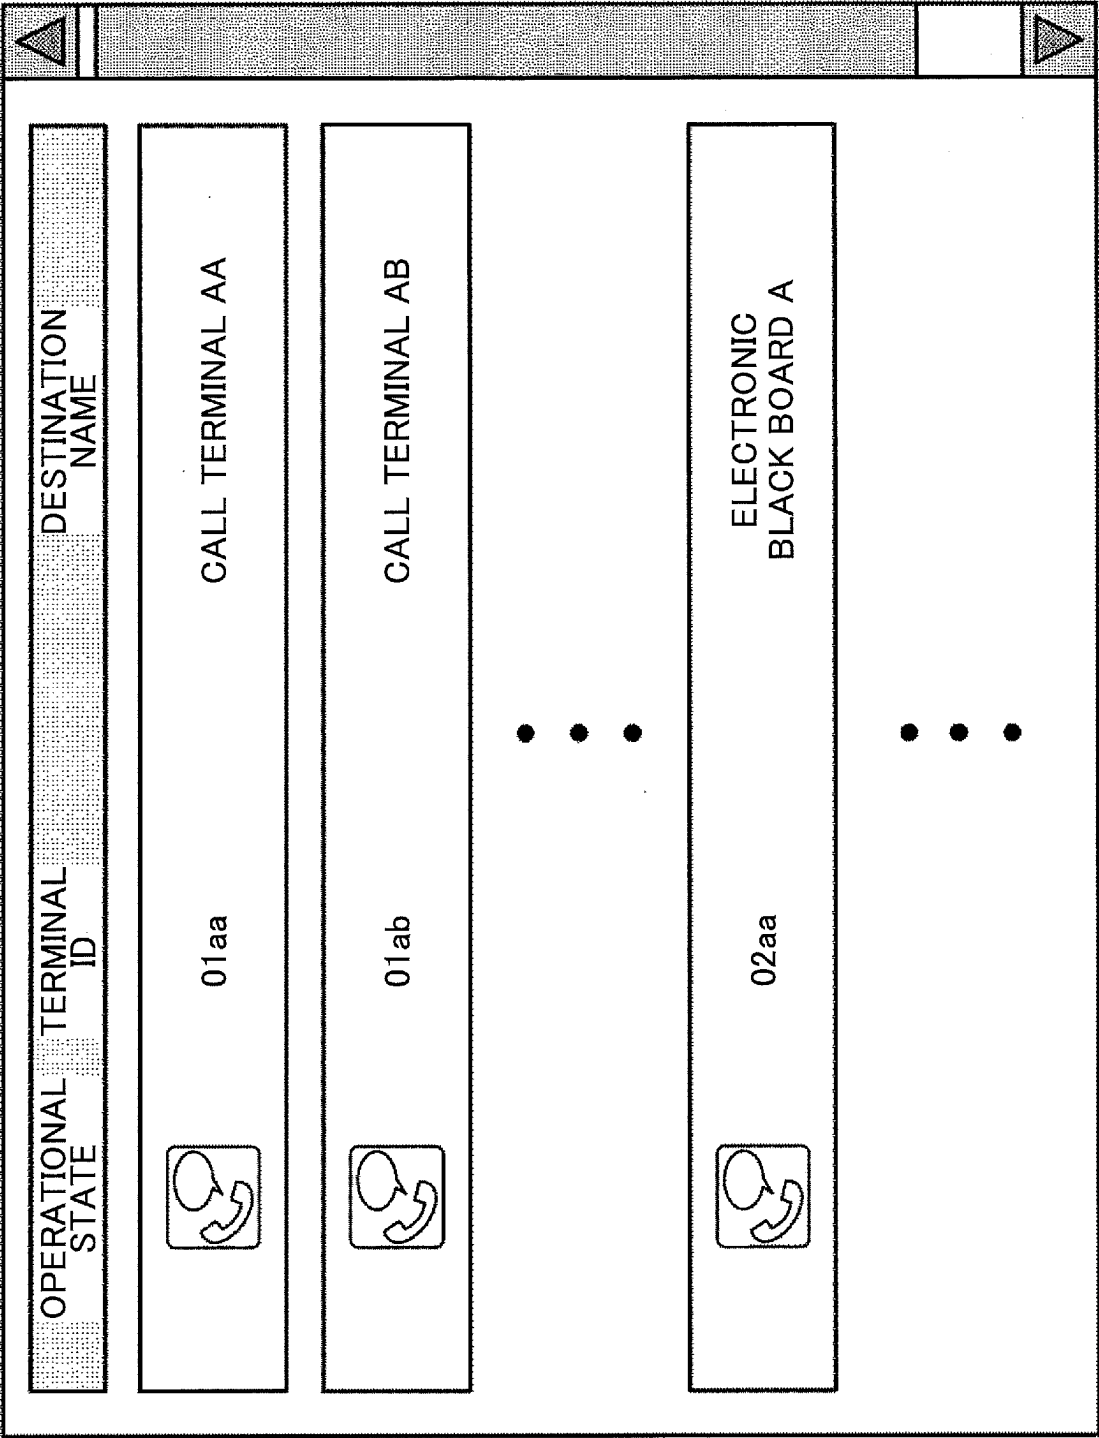 OPERATIONAL
STATE
TERMINAL
ID
DESTINATION
NAME
01aa
CALL TERMINAL AA
01ab
CALL TERMINAL AB
02aa
ELECTRONIC
BLACK BOARD A